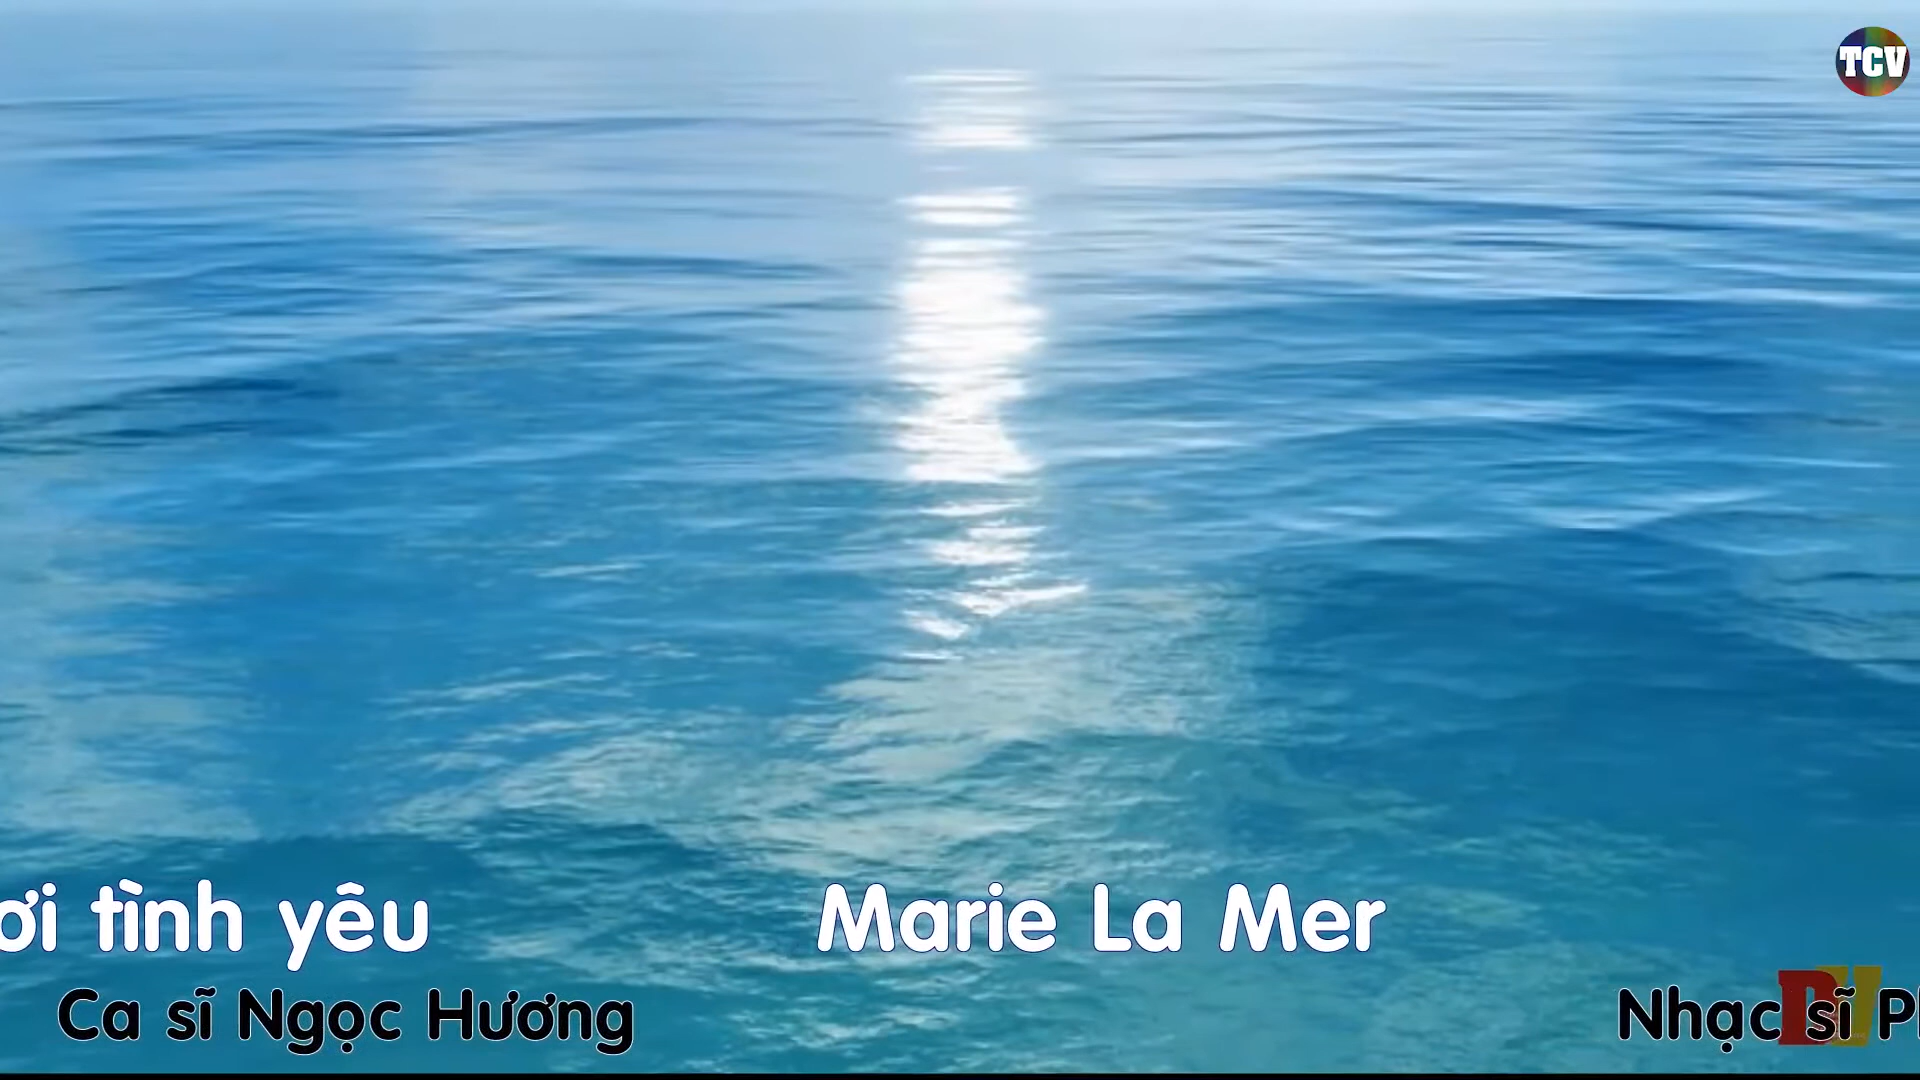 TCV
ơi tình yêu Marie La Mer
Ca sĩ Ngọc Hương Nhạc sĩ